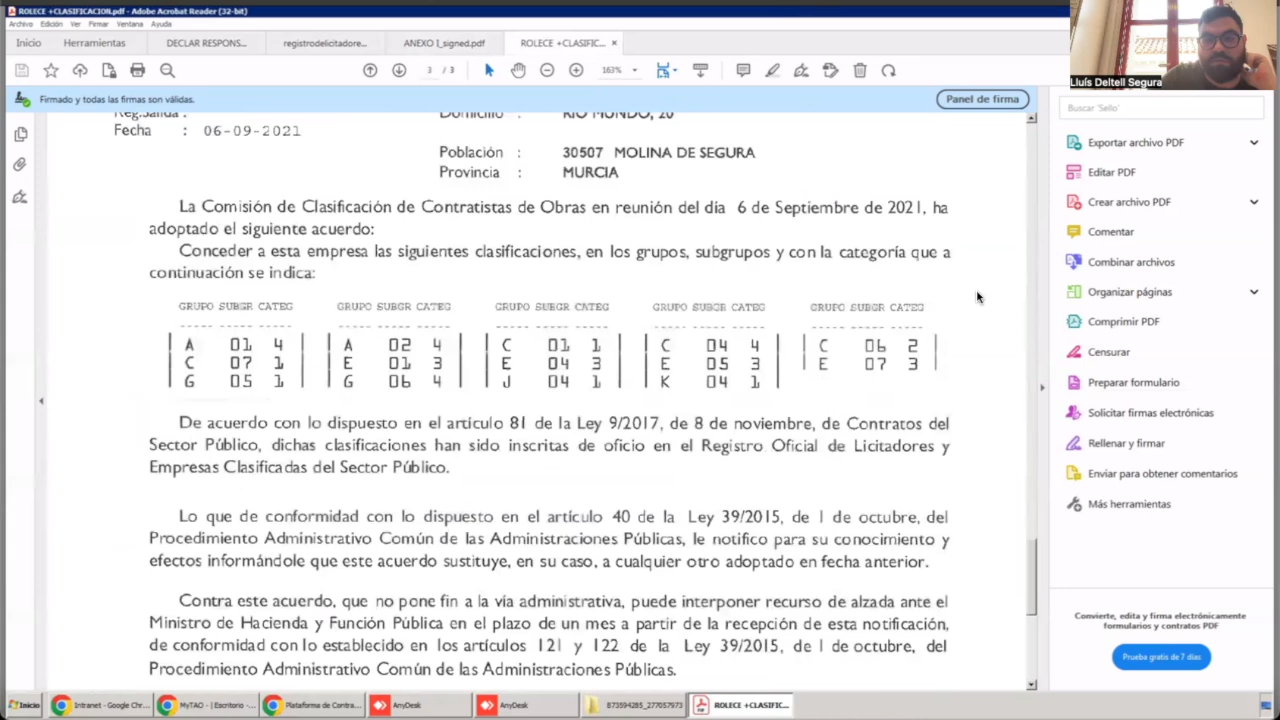 ROLECE +CLASIFICACION.pdf - Adobe Acrobat Reader (32-bit)
Archivo Edición Ver Firmar Ventana Ayuda
Inicio Herramientas DECLAR RESPONS... registrodelicitadore... ANEXO I_signed.pdf ROLECE +CLASIFIC... ×
3 / 3 163%
Firmado y todas las firmas son válidas. Panel de firma
Lluís Deltell Segura
Buscar 'Sello'
Exportar archivo PDF
Editar PDF
Crear archivo PDF
Comentar
Combinar archivos
Organizar páginas
Comprimir PDF
Censurar
Preparar formulario
Solicitar firmas electrónicas
Rellenar y firmar
Enviar para obtener comentarios
Más herramientas
Convierte, edita y firma electrónicamente
formularios y contratos PDF
Prueba gratis de 7 días
Reg.Salida : Domicilio : RIO MUNDO, 20
Fecha : 06-09-2021
Población : 30507 MOLINA DE SEGURA
Provincia : MURCIA
La Comisión de Clasificación de Contratistas de Obras en reunión del día 6 de Septiembre de 2021, ha
adoptado el siguiente acuerdo:
Conceder a esta empresa las siguientes clasificaciones, en los grupos, subgrupos y con la categoría que a
continuación se indica:
GRUPO SUBGR CATEG GRUPO SUBGR CATEG GRUPO SUBGR CATEG GRUPO SUBGR CATEG GRUPO SUBGR CATEG
----- ----- ----- ----- ----- ----- ----- ----- ----- ----- ----- ----- ----- ----- -----
| A 01 4 | | A 02 4 | | C 01 1 | | C 04 4 | | C 06 2 |
| C 07 1 | | E 01 3 | | E 04 3 | | E 05 3 | | E 07 3 |
| G 05 1 | | G 06 4 | | J 04 1 | | K 04 1 |
De acuerdo con lo dispuesto en el artículo 81 de la Ley 9/2017, de 8 de noviembre, de Contratos del
Sector Público, dichas clasificaciones han sido inscritas de oficio en el Registro Oficial de Licitadores y
Empresas Clasificadas del Sector Público.
Lo que de conformidad con lo dispuesto en el artículo 40 de la Ley 39/2015, de 1 de octubre, del
Procedimiento Administrativo Común de las Administraciones Públicas, le notifico para su conocimiento y
efectos informándole que este acuerdo sustituye, en su caso, a cualquier otro adoptado en fecha anterior.
Contra este acuerdo, que no pone fin a la vía administrativa, puede interponer recurso de alzada ante el
Ministro de Hacienda y Función Pública en el plazo de un mes a partir de la recepción de esta notificación,
de conformidad con lo establecido en los artículos 121 y 122 de la Ley 39/2015, de 1 de octubre, del
Procedimiento Administrativo Común de las Administraciones Públicas.
Inicio Intranet - Google Chr... MyTAO - | Escritorio -... Plataforma de Contra... AnyDesk AnyDesk 873594285_277057973 ROLECE +CLASIFIC...